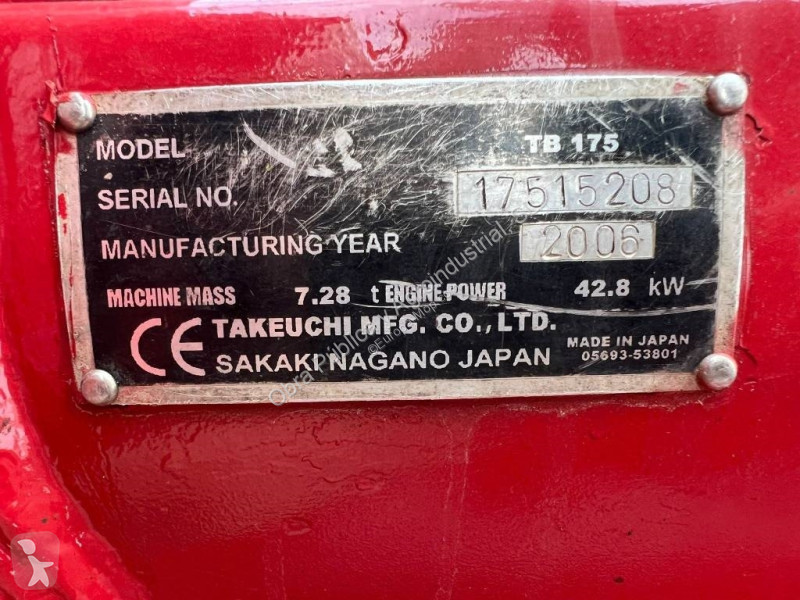 MODEL TB 175
SERIAL NO. 17515208
MANUFACTURING YEAR 2006
MACHINE MASS 7.28 t ENGINE POWER 42.8 kW
CE TAKEUCHI MFG. CO., LTD.
SAKAKI NAGANO JAPAN
MADE IN JAPAN
05693-53801